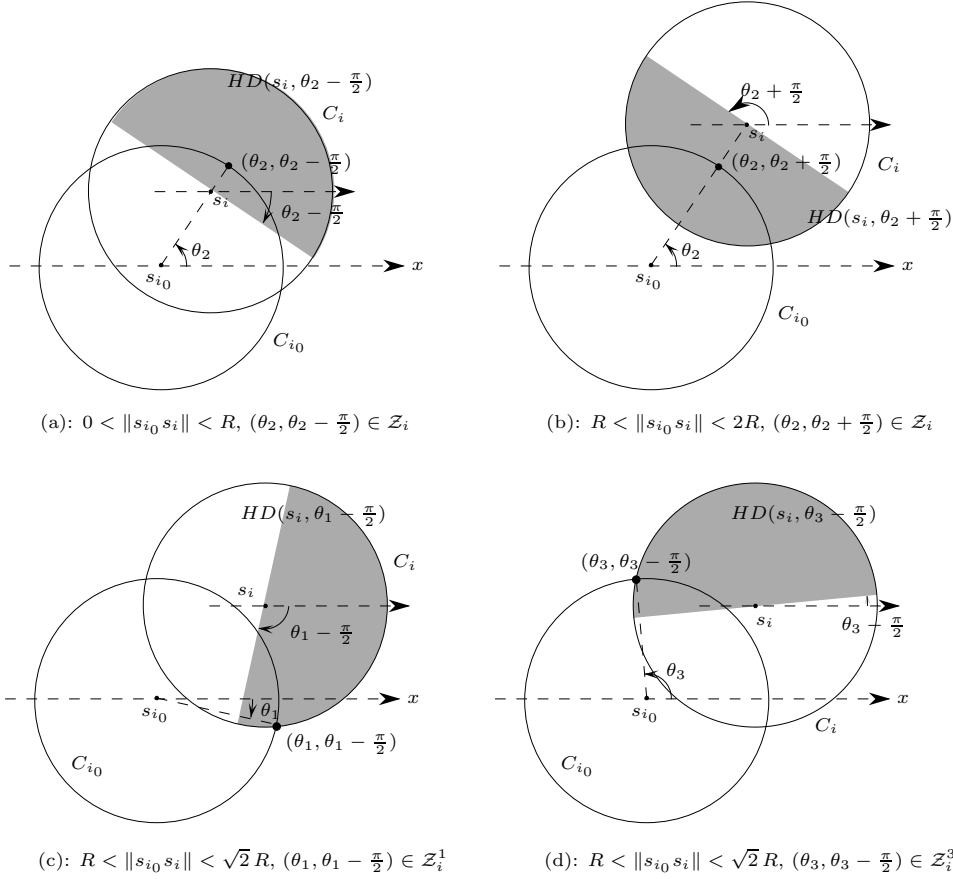 HD(s_i, θ_2 − π/2)
C_i
(θ_2, θ_2 − π/2)
s_i
θ_2 − π/2
θ_2
s_{i_0}
x
C_{i_0}
(a): 0 < ‖s_{i_0} s_i‖ < R, (θ_2, θ_2 − π/2) ∈ 𝒵_i
θ_2 + π/2
s_i
(θ_2, θ_2 + π/2)
C_i
HD(s_i, θ_2 + π/2)
θ_2
s_{i_0}
x
C_{i_0}
(b): R < ‖s_{i_0} s_i‖ < 2R, (θ_2, θ_2 + π/2) ∈ 𝒵_i
HD(s_i, θ_1 − π/2)
C_i
s_i
θ_1 − π/2
s_{i_0}
θ_1
x
(θ_1, θ_1 − π/2)
C_{i_0}
(c): R < ‖s_{i_0} s_i‖ < √2 R, (θ_1, θ_1 − π/2) ∈ 𝒵_i^1
HD(s_i, θ_3 − π/2)
(θ_3, θ_3 − π/2)
s_i
θ_3 − π/2
θ_3
s_{i_0}
x
C_i
C_{i_0}
(d): R < ‖s_{i_0} s_i‖ < √2 R, (θ_3, θ_3 − π/2) ∈ 𝒵_i^3